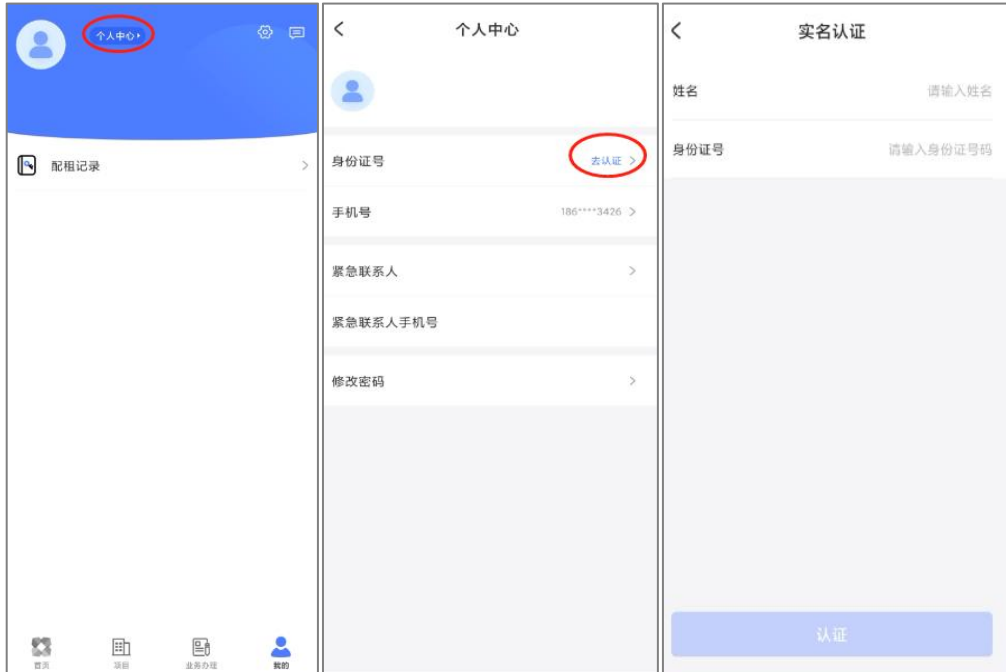 个人中心
配租记录
首页
项目
业务办理
我的
个人中心
身份证号
去认证
手机号
186****3426
紧急联系人
紧急联系人手机号
修改密码
实名认证
姓名
请输入姓名
身份证号
请输入身份证号码
认证